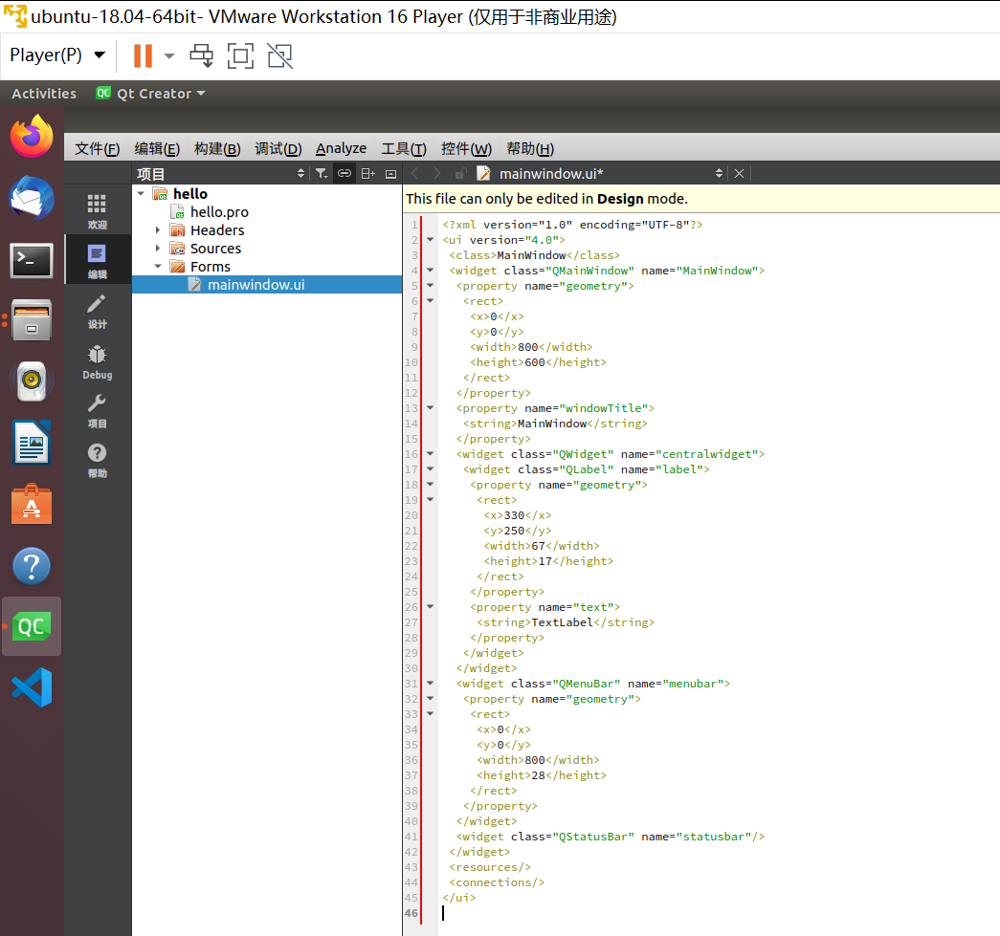 ubuntu-18.04-64bit- VMware Workstation 16 Player (仅用于非商业用途)
Player(P)
Activities
QC
Qt Creator
文件(F) 编辑(E) 构建(B) 调试(D) Analyze 工具(T) 控件(W) 帮助(H)
项目
mainwindow.ui*
欢迎
编辑
设计
Debug
项目
帮助
QC
hello
hello.pro
Headers
Sources
Forms
mainwindow.ui
This file can only be edited in Design mode.
1 <?xml version="1.0" encoding="UTF-8"?>
2 <ui version="4.0">
3 <class>MainWindow</class>
4 <widget class="QMainWindow" name="MainWindow">
5 <property name="geometry">
6 <rect>
7 <x>0</x>
8 <y>0</y>
9 <width>800</width>
10 <height>600</height>
11 </rect>
12 </property>
13 <property name="windowTitle">
14 <string>MainWindow</string>
15 </property>
16 <widget class="QWidget" name="centralwidget">
17 <widget class="QLabel" name="label">
18 <property name="geometry">
19 <rect>
20 <x>330</x>
21 <y>250</y>
22 <width>67</width>
23 <height>17</height>
24 </rect>
25 </property>
26 <property name="text">
27 <string>TextLabel</string>
28 </property>
29 </widget>
30 </widget>
31 <widget class="QMenuBar" name="menubar">
32 <property name="geometry">
33 <rect>
34 <x>0</x>
35 <y>0</y>
36 <width>800</width>
37 <height>28</height>
38 </rect>
39 </property>
40 </widget>
41 <widget class="QStatusBar" name="statusbar"/>
42 </widget>
43 <resources/>
44 <connections/>
45 </ui>
46